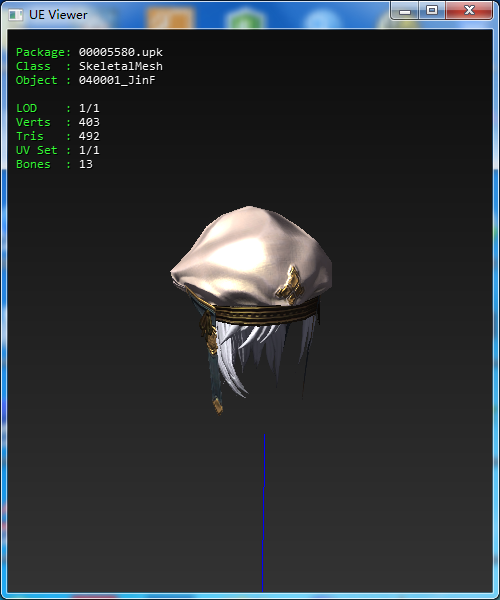 UE Viewer
Package: 00005580.upk
Class : SkeletalMesh
Object : 040001_JinF
LOD : 1/1
Verts : 403
Tris : 492
UV Set : 1/1
Bones : 13